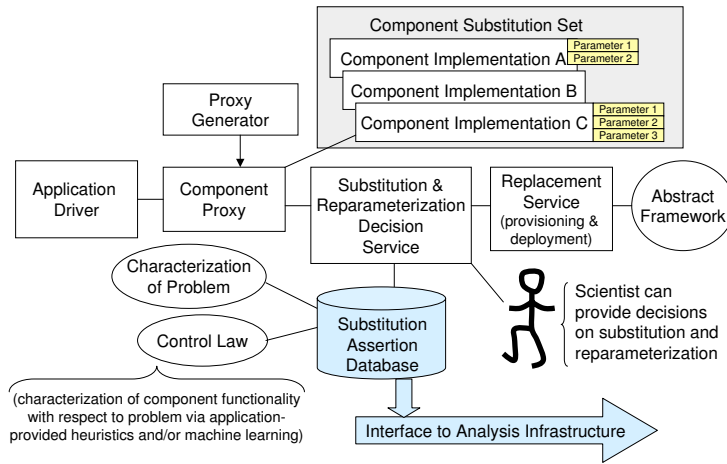 Component Substitution Set
Component Implementation A
Parameter 1
Parameter 2
Component Implementation B
Component Implementation C
Parameter 1
Parameter 2
Parameter 3
Proxy
Generator
Application
Driver
Component
Proxy
Substitution &
Reparameterization
Decision
Service
Replacement
Service
(provisioning &
deployment)
Abstract
Framework
Characterization
of Problem
Control Law
Substitution
Assertion
Database
Scientist can
provide decisions
on substitution and
reparameterization
(characterization of component functionality
with respect to problem via application-
provided heuristics and/or machine learning)
Interface to Analysis Infrastructure